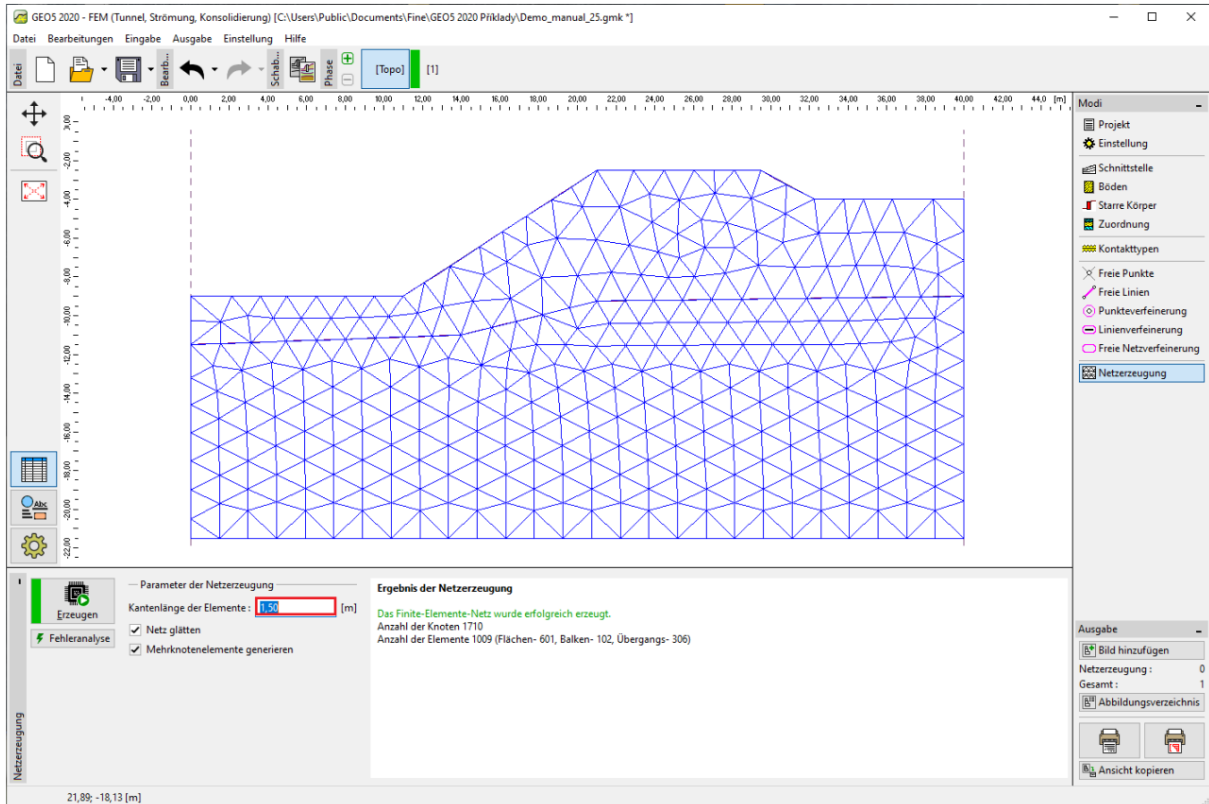 GEO5 2020 - FEM (Tunnel, Strömung, Konsolidierung) [C:\Users\Public\Documents\Fine\GEO5 2020 Příklady\Demo_manual_25.gmk *]
Datei Bearbeitungen Eingabe Ausgabe Einstellung Hilfe
Datei
Bearb...
Schab...
Phase
[Topo] [1]
-4,00 -2,00 0,00 2,00 4,00 6,00 8,00 10,00 12,00 14,00 16,00 18,00 20,00 22,00 24,00 26,00 28,00 30,00 32,00 34,00 36,00 38,00 40,00 42,00 44,0 [m]
-2,00
-4,00
-6,00
-8,00
-10,00
-12,00
-14,00
-16,00
-18,00
-20,00
-22,00
Abc
Modi
Projekt
Einstellung
Schnittstelle
Böden
Starre Körper
Zuordnung
Kontakttypen
Freie Punkte
Freie Linien
Punkteverfeinerung
Linienverfeinerung
Freie Netzverfeinerung
Netzerzeugung
Netzerzeugung
Erzeugen
Fehleranalyse
Parameter der Netzerzeugung
Kantenlänge der Elemente : 1,50 [m]
Netz glätten
Mehrknotenelemente generieren
Ergebnis der Netzerzeugung
Das Finite-Elemente-Netz wurde erfolgreich erzeugt.
Anzahl der Knoten 1710
Anzahl der Elemente 1009 (Flächen- 601, Balken- 102, Übergangs- 306)
Ausgabe
Bild hinzufügen
Netzerzeugung : 0
Gesamt : 1
Abbildungsverzeichnis
Ansicht kopieren
21,89; -18,13 [m]